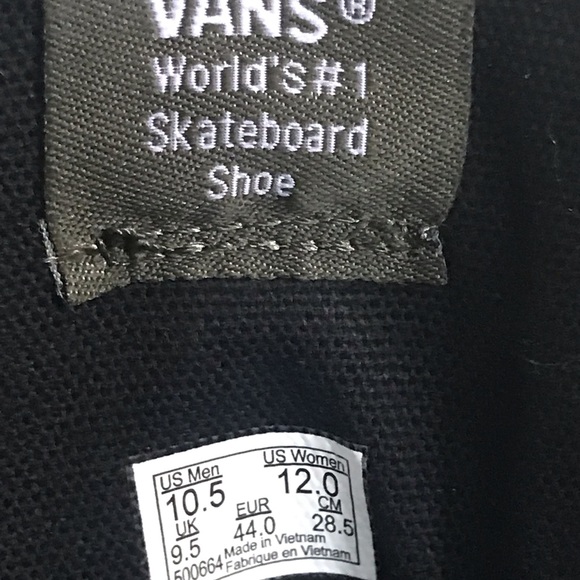 VANS®
World's #1
Skateboard
Shoe
US Men US Women
10.5 12.0
UK EUR CM
9.5 44.0 28.5
Made in Vietnam
500664 Fabrique en Vietnam